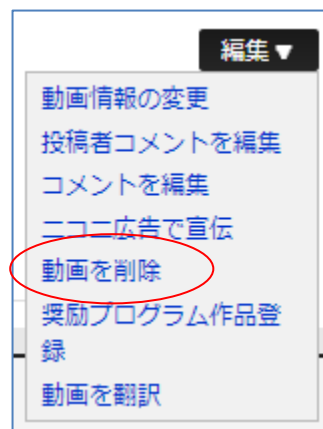 編集▼
動画情報の変更
投稿者コメントを編集
コメントを編集
ニコニ広告で宣伝
動画を削除
奨励プログラム作品登
録
動画を翻訳